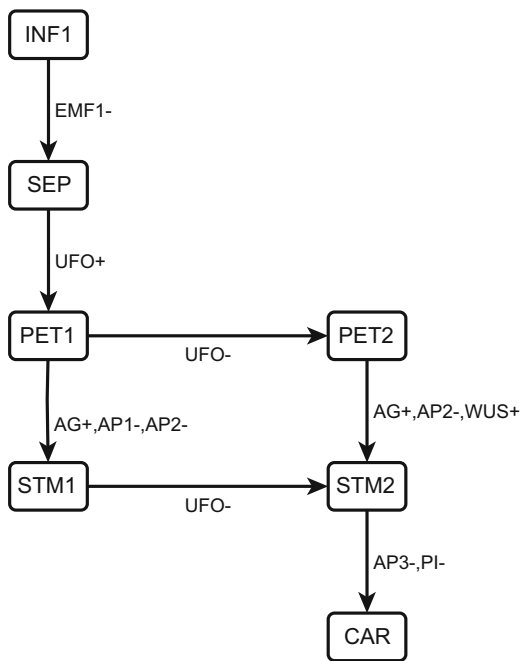 INF1
EMF1-
SEP
UFO+
PET1
UFO-
PET2
AG+,AP1-,AP2-
AG+,AP2-,WUS+
STM1
UFO-
STM2
AP3-,PI-
CAR